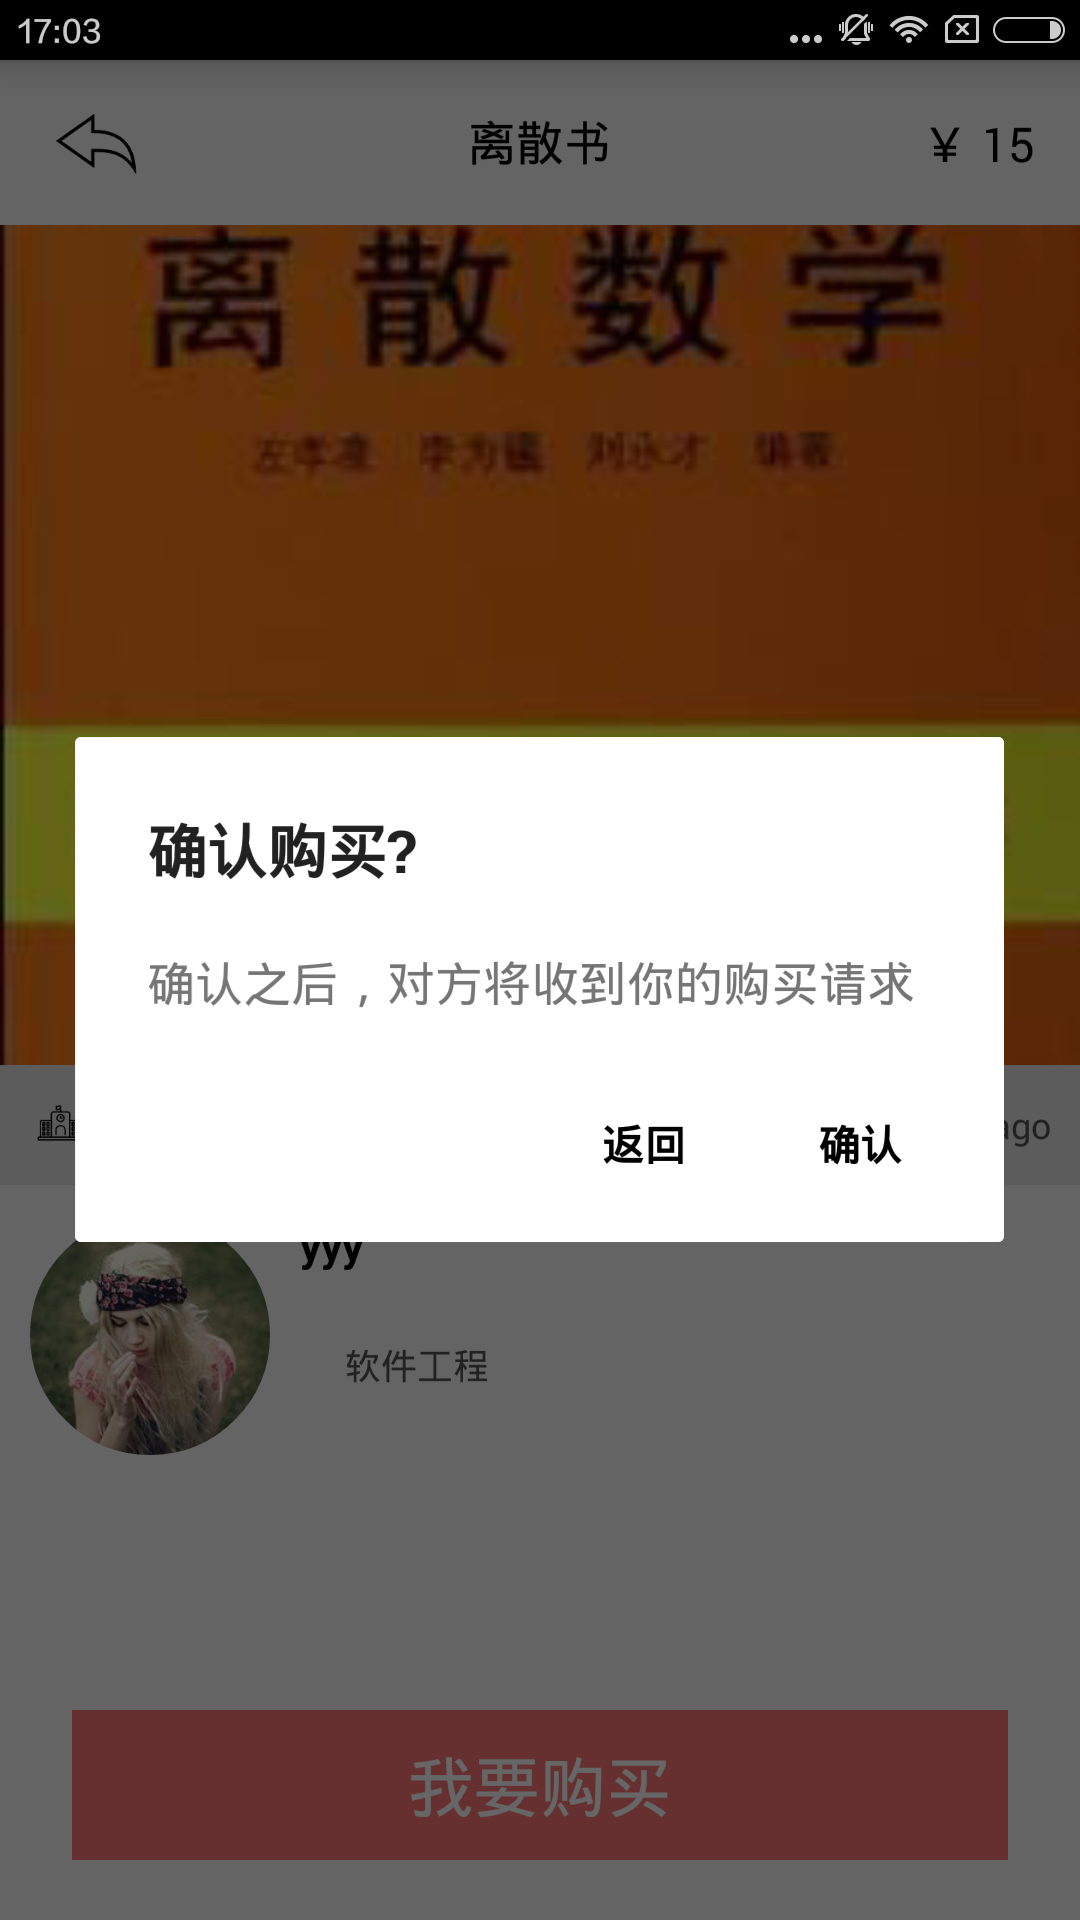 17:03
离散书
¥ 15
离散数学
左孝凌 李为鑑 刘永才 编著
确认购买?
确认之后，对方将收到你的购买请求
返回 确认
ago
yyy
软件工程
我要购买